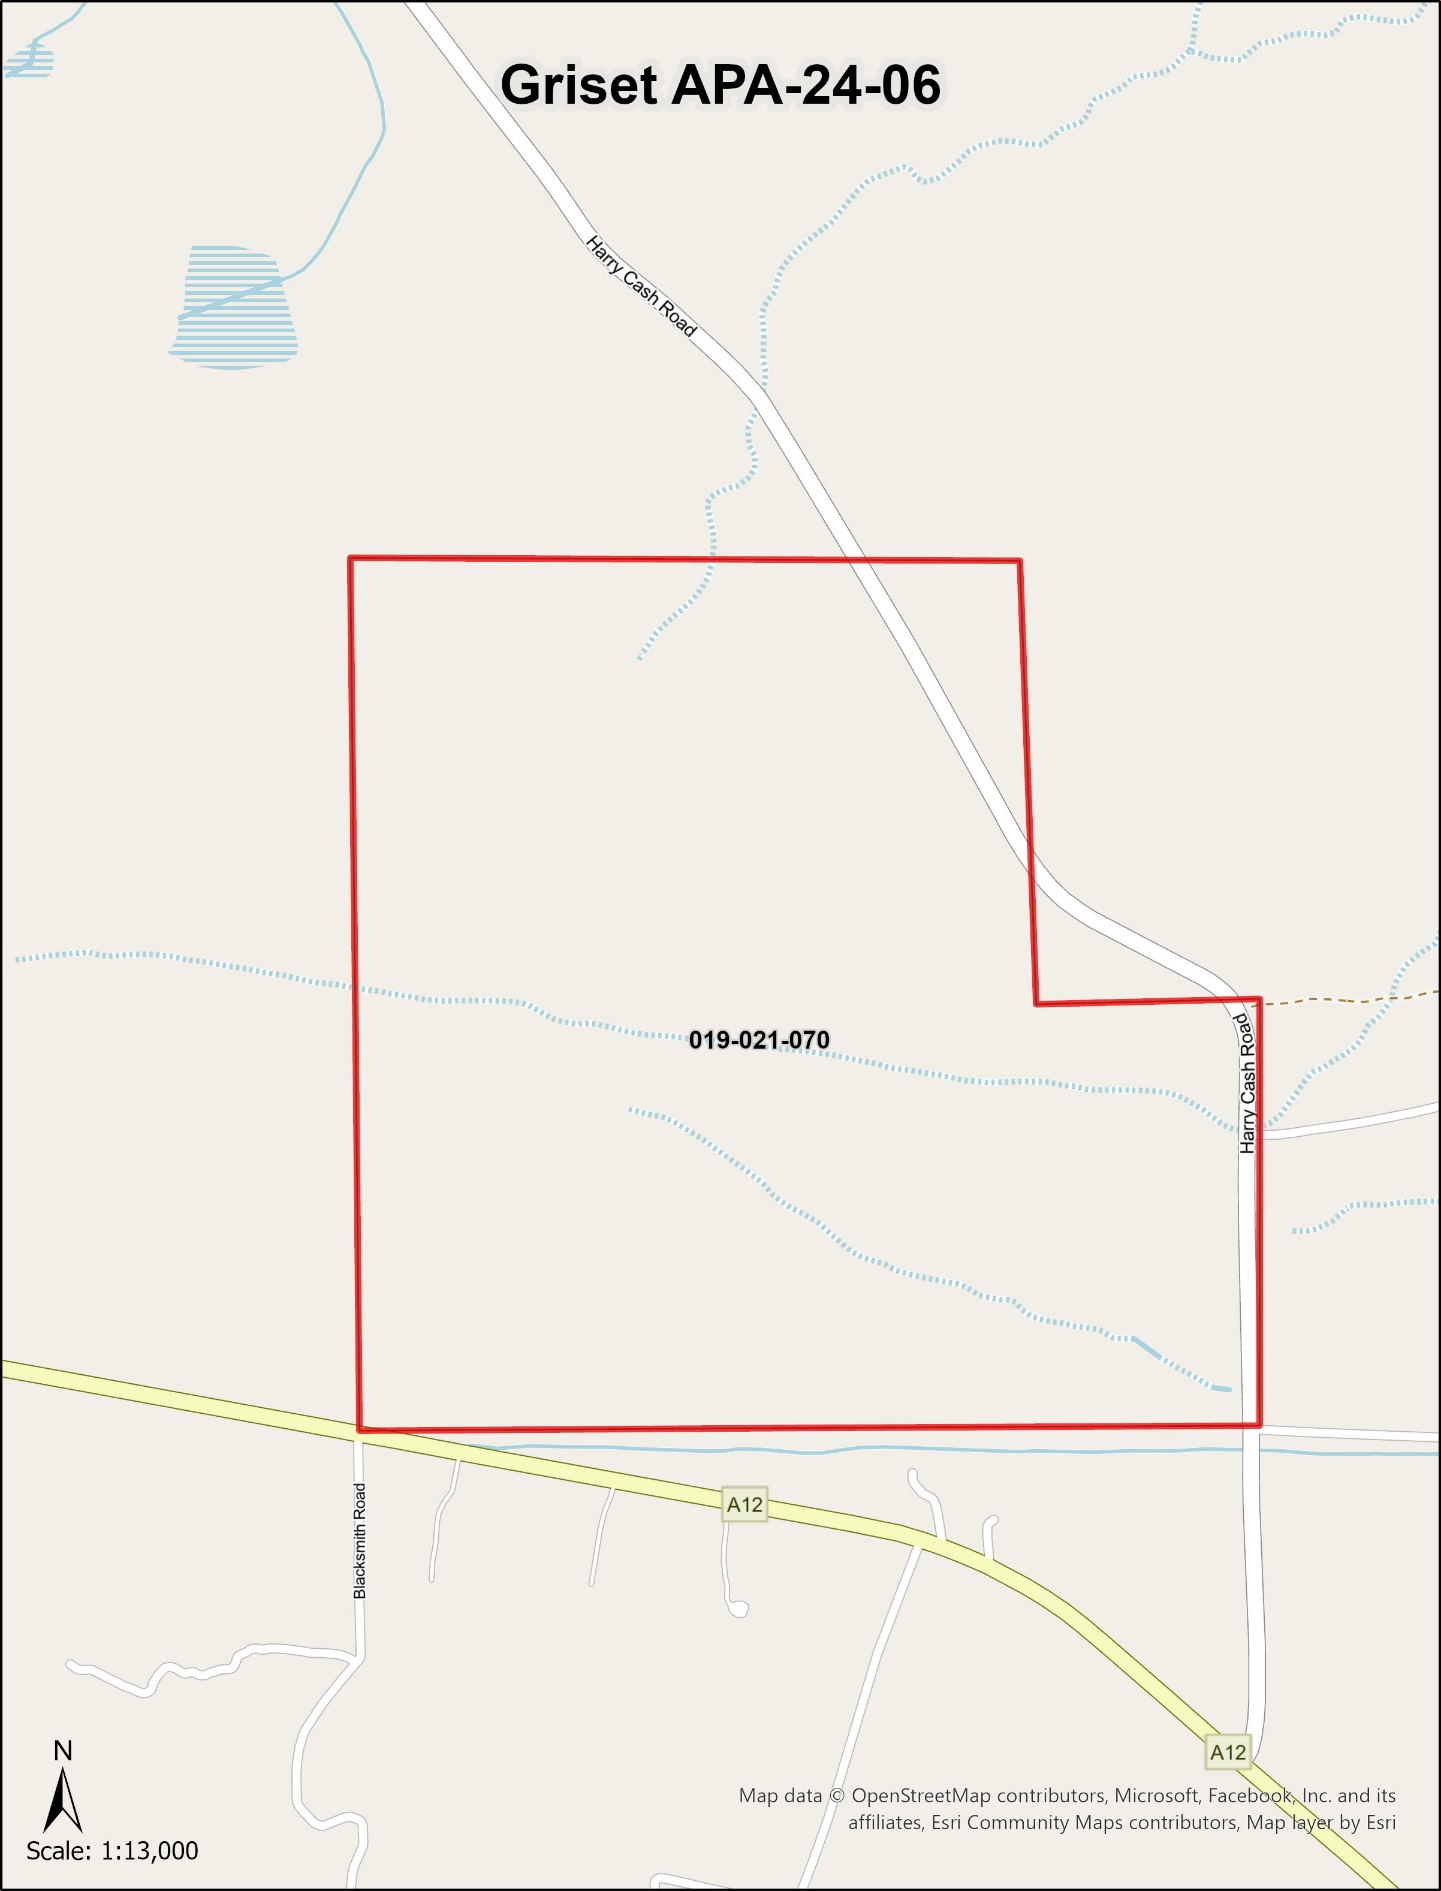 Griset APA-24-06
Harry Cash Road
019-021-070
Harry Cash Road
Blacksmith Road
A12
A12
N
Scale: 1:13,000
Map data © OpenStreetMap contributors, Microsoft, Facebook, Inc. and its
affiliates, Esri Community Maps contributors, Map layer by Esri